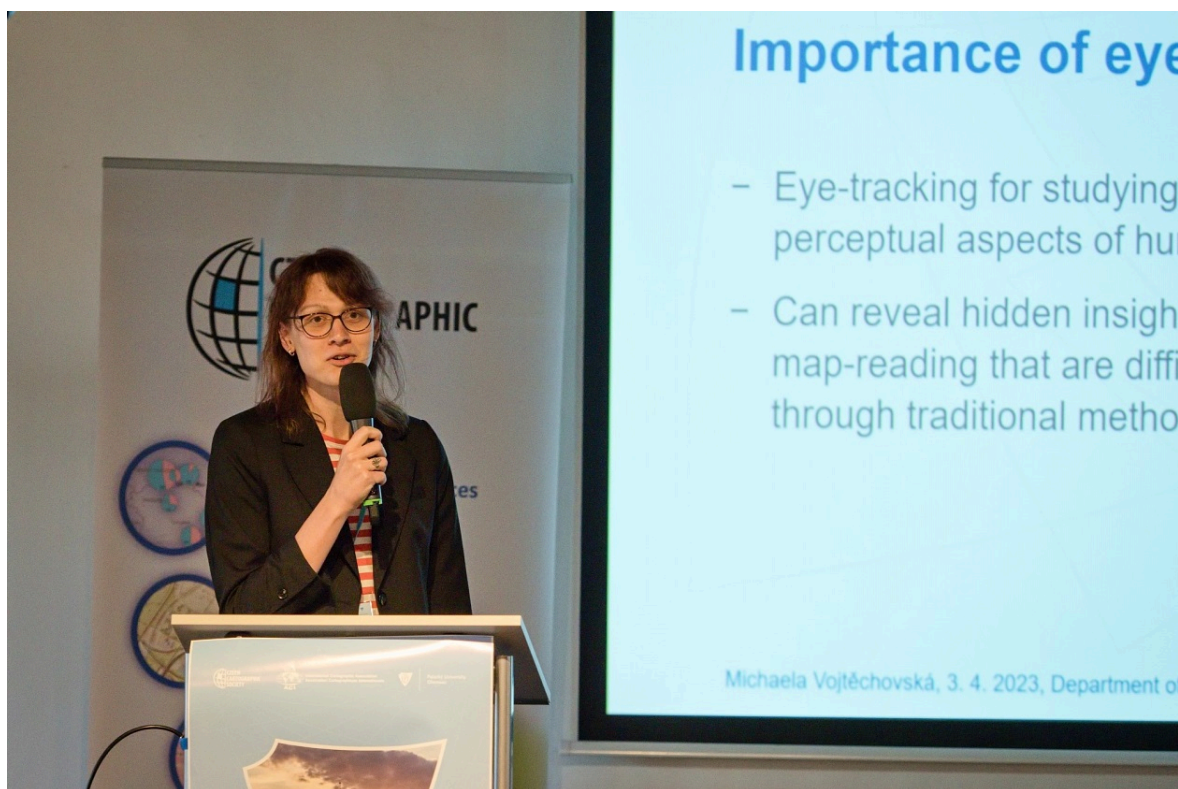 Importance of eye
– Eye-tracking for studying
perceptual aspects of hu
– Can reveal hidden insigh
map-reading that are diffi
through traditional metho
Michaela Vojtěchovská, 3. 4. 2023, Department o
APHIC
ces